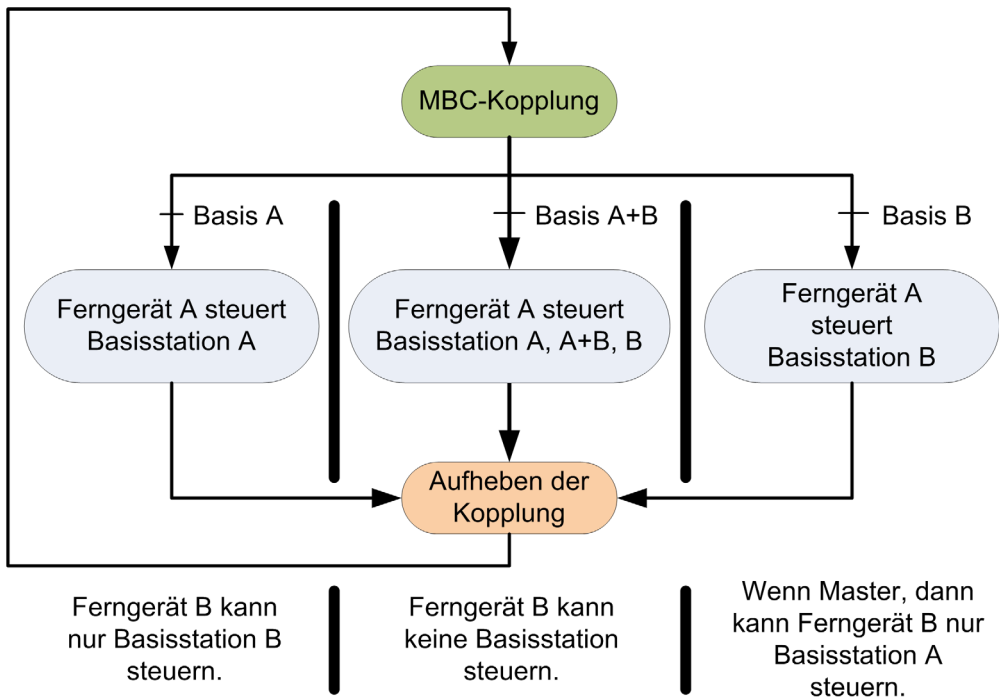 MBC-Kopplung
Basis A
Basis A+B
Basis B
Ferngerät A steuert
Basisstation A
Ferngerät A steuert
Basisstation A, A+B, B
Ferngerät A
steuert
Basisstation B
Aufheben der
Kopplung
Ferngerät B kann
nur Basisstation B
steuern.
Ferngerät B kann
keine Basisstation
steuern.
Wenn Master, dann
kann Ferngerät B nur
Basisstation A
steuern.